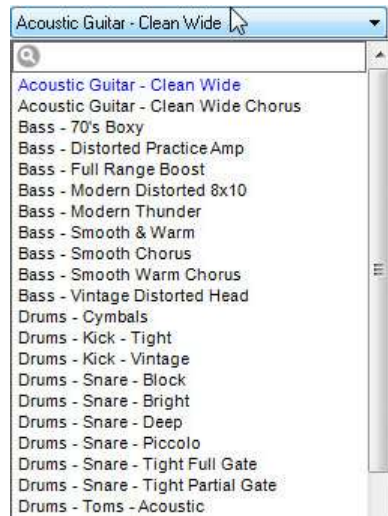 Acoustic Guitar - Clean Wide
Acoustic Guitar - Clean Wide
Acoustic Guitar - Clean Wide Chorus
Bass - 70's Boxy
Bass - Distorted Practice Amp
Bass - Full Range Boost
Bass - Modern Distorted 8x10
Bass - Modern Thunder
Bass - Smooth & Warm
Bass - Smooth Chorus
Bass - Smooth Warm Chorus
Bass - Vintage Distorted Head
Drums - Cymbals
Drums - Kick - Tight
Drums - Kick - Vintage
Drums - Snare - Block
Drums - Snare - Bright
Drums - Snare - Deep
Drums - Snare - Piccolo
Drums - Snare - Tight Full Gate
Drums - Snare - Tight Partial Gate
Drums - Toms - Acoustic